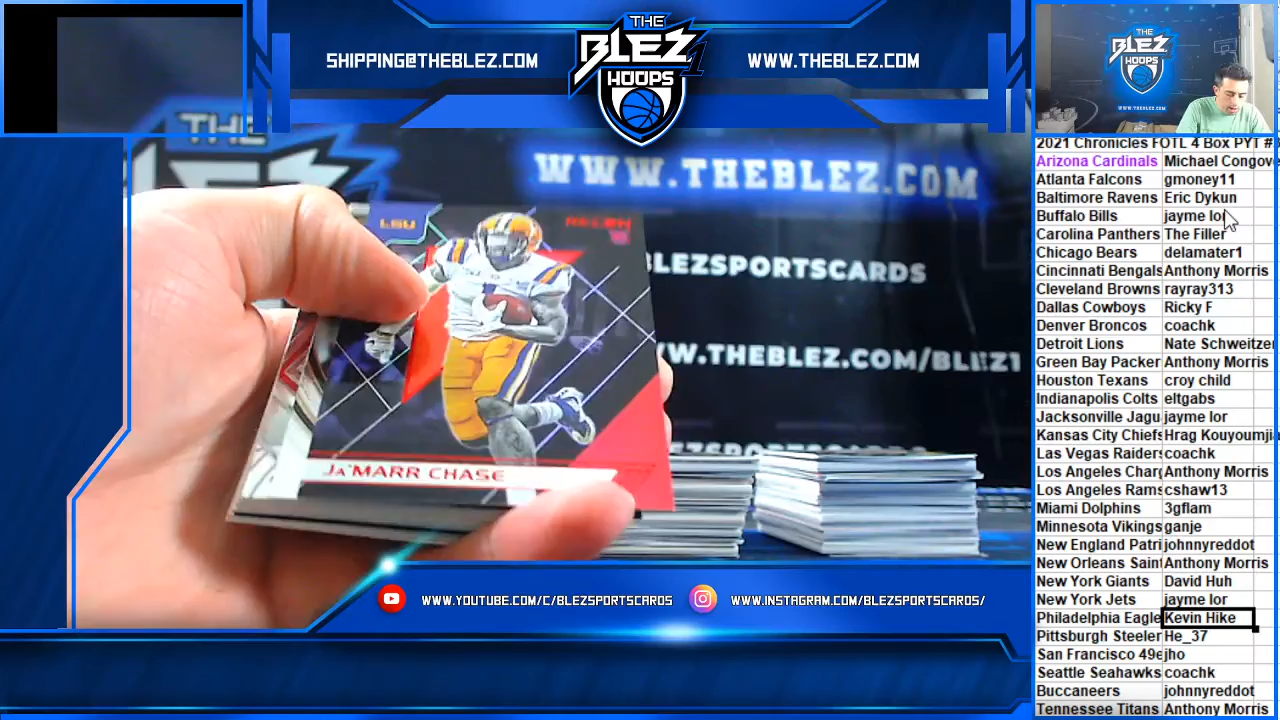 SHIPPING@THEBLEZ.COM
THE
BLEZ 1
HOOPS
WWW.THEBLEZ.COM
THE
BLEZ
HOOPS
WWW.THEBLEZ.COM
THE
WWW.THEBLEZ.COM
BLEZSPORTSCARDS
W.THEBLEZ.COM/BLEZ1
LSU
RECON
JA'MARR CHASE
2021 Chronicles FOTL 4 Box PYT #
Arizona Cardinals Michael Congove
Atlanta Falcons gmoney11
Baltimore Ravens Eric Dykun
Buffalo Bills jayme lor
Carolina Panthers The Filler
Chicago Bears delamater1
Cincinnati Bengals Anthony Morris
Cleveland Browns rayray313
Dallas Cowboys Ricky F
Denver Broncos coachk
Detroit Lions Nate Schweitzer
Green Bay Packer Anthony Morris
Houston Texans croy child
Indianapolis Colts eltgabs
Jacksonville Jagu jayme lor
Kansas City Chiefs Hrag Kouyoumji
Las Vegas Raiders coachk
Los Angeles Charg Anthony Morris
Los Angeles Rams cshaw13
Miami Dolphins 3gflam
Minnesota Vikings ganje
New England Patri johnnyreddot
New Orleans Saint Anthony Morris
New York Giants David Huh
New York Jets jayme lor
Philadelphia Eagle Kevin Hike
Pittsburgh Steeler He_37
San Francisco 49e jho
Seattle Seahawks coachk
Buccaneers johnnyreddot
Tennessee Titans Anthony Morris
WWW.YOUTUBE.COM/C/BLEZSPORTSCARDS
WWW.INSTAGRAM.COM/BLEZSPORTSCARDS/